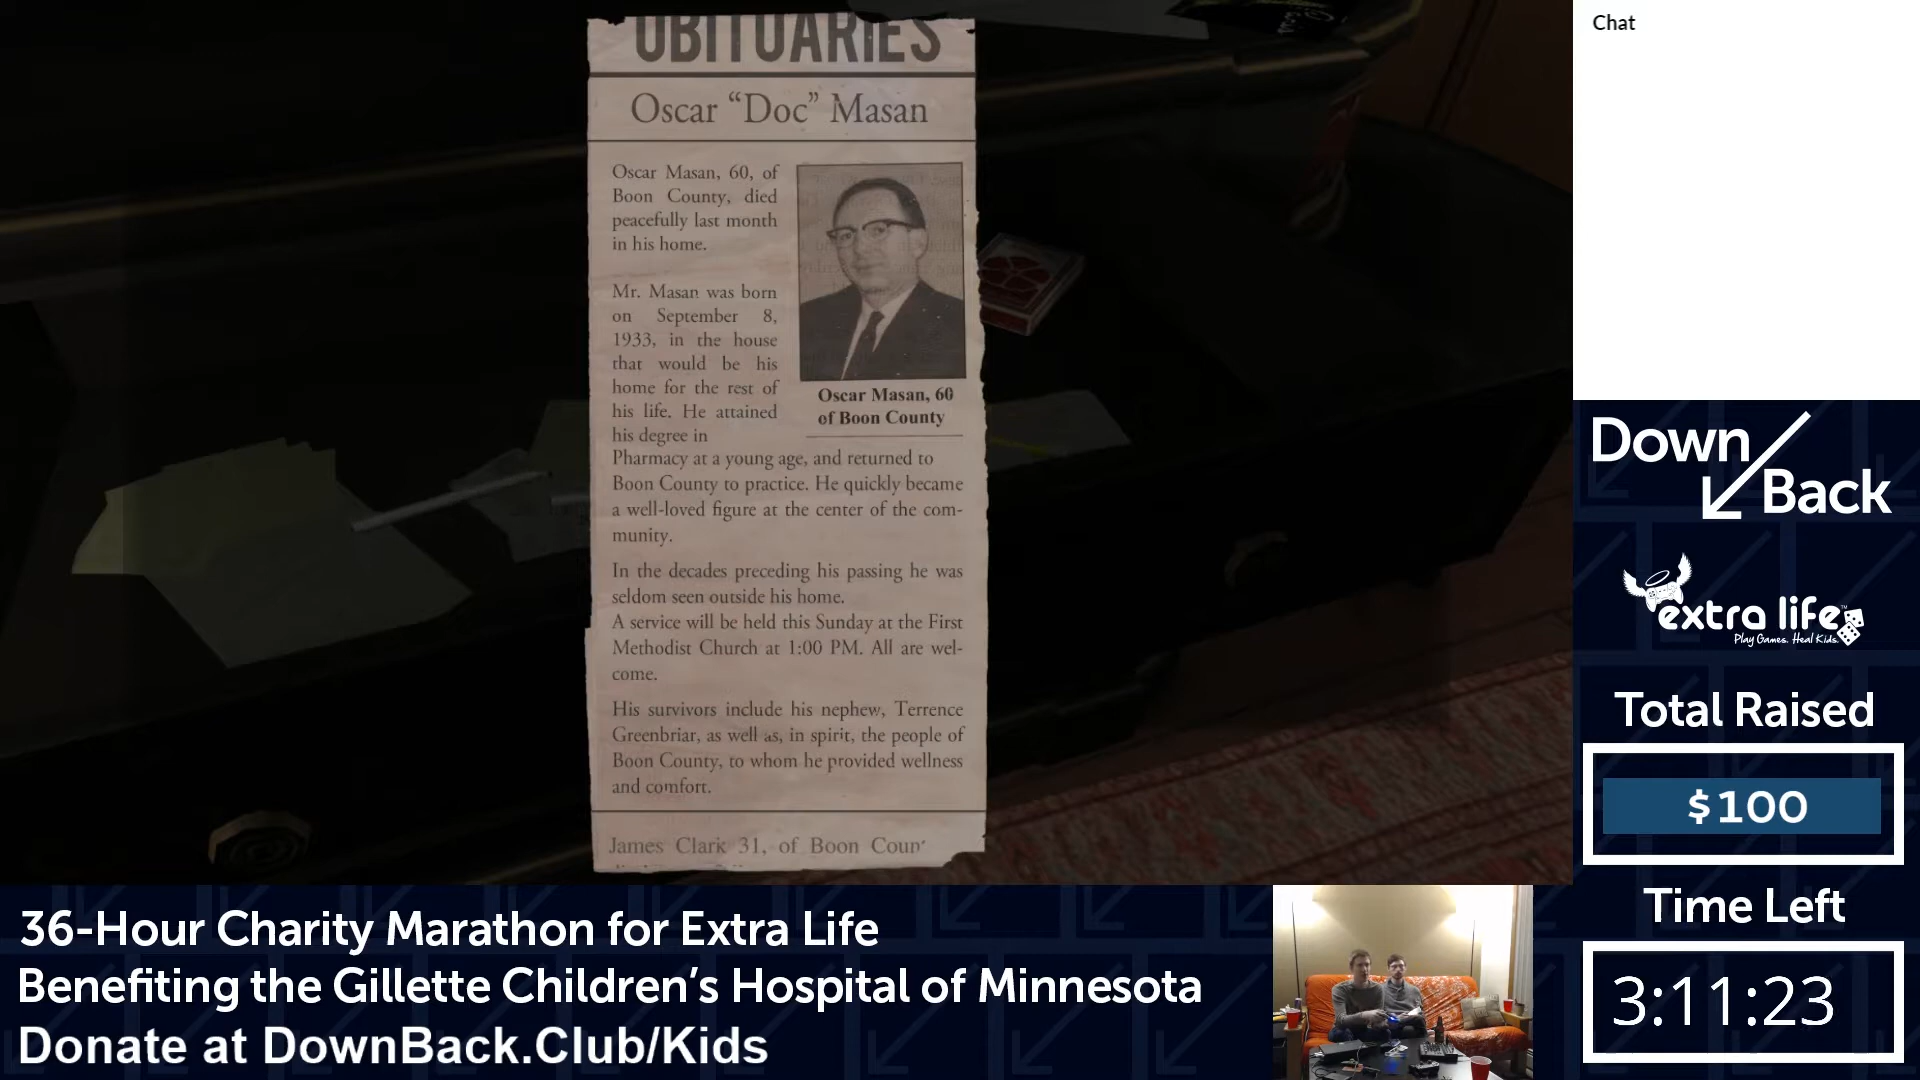 OBITUARIES
Oscar “Doc” Masan
Oscar Masan, 60, of
Boon County, died
peacefully last month
in his home.
Mr. Masan was born
on September 8,
1933, in the house
that would be his
home for the rest of
his life. He attained
his degree in
Oscar Masan, 60
of Boon County
Pharmacy at a young age, and returned to
Boon County to practice. He quickly became
a well-loved figure at the center of the com-
munity.
In the decades preceding his passing he was
seldom seen outside his home.
A service will be held this Sunday at the First
Methodist Church at 1:00 PM. All are wel-
come.
His survivors include his nephew, Terrence
Greenbriar, as well as, in spirit, the people of
Boon County, to whom he provided wellness
and comfort.
James Clark 31, of Boon Coun
Chat
Down
Back
extra life
Play Games. Heal Kids.
Total Raised
$100
Time Left
3:11:23
36-Hour Charity Marathon for Extra Life
Benefiting the Gillette Children’s Hospital of Minnesota
Donate at DownBack.Club/Kids